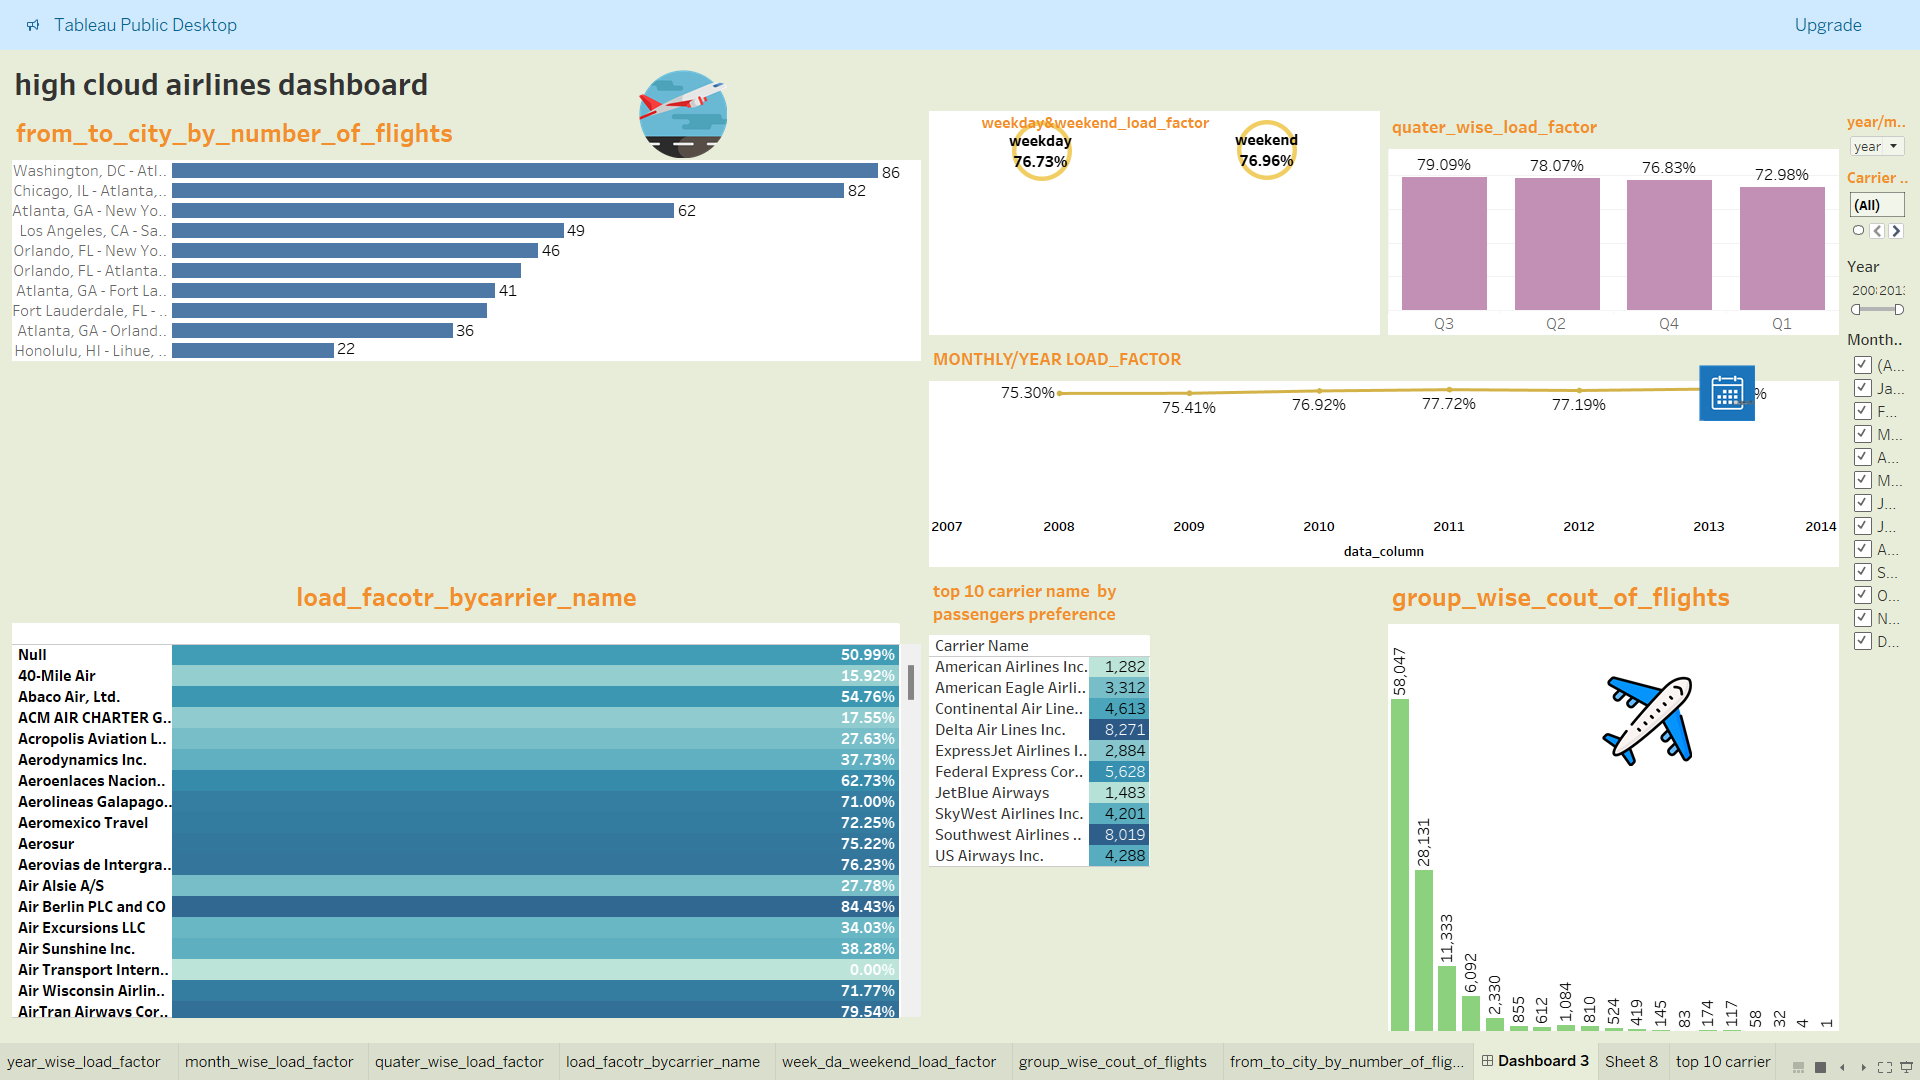 Tableau Public Desktop
Upgrade
high cloud airlines dashboard
from_to_city_by_number_of_flights
Washington, DC - Atl.. 86
Chicago, IL - Atlanta,.. 82
Atlanta, GA - New Yo.. 62
Los Angeles, CA - Sa.. 49
Orlando, FL - New Yo.. 46
Orlando, FL - Atlanta..
Atlanta, GA - Fort La.. 41
Fort Lauderdale, FL - ..
Atlanta, GA - Orland.. 36
Honolulu, HI - Lihue, .. 22
weekday&weekend_load_factor
weekday
76.73%
weekend
76.96%
quater_wise_load_factor
79.09% 78.07% 76.83% 72.98%
Q3 Q2 Q4 Q1
year/m..
year
Carrier ..
(All)
Year
2013
Month..
(A...
Ja...
F...
M...
A...
M...
J...
J...
A...
S...
O...
N...
D...
MONTHLY/YEAR LOAD_FACTOR
75.30% 75.41% 76.92% 77.72% 77.19% %
2007 2008 2009 2010 2011 2012 2013 2014
data_column
load_facotr_bycarrier_name
Null 50.99%
40-Mile Air 15.92%
Abaco Air, Ltd. 54.76%
ACM AIR CHARTER G.. 17.55%
Acropolis Aviation L.. 27.63%
Aerodynamics Inc. 37.73%
Aeroenlaces Nacion.. 62.73%
Aerolineas Galapago.. 71.00%
Aeromexico Travel 72.25%
Aerosur 75.22%
Aerovias de Intergra.. 76.23%
Air Alsie A/S 27.78%
Air Berlin PLC and CO 84.43%
Air Excursions LLC 34.03%
Air Sunshine Inc. 38.28%
Air Transport Intern.. 0.00%
Air Wisconsin Airlin.. 71.77%
AirTran Airways Cor.. 79.54%
top 10 carrier name by
passengers preference
Carrier Name
American Airlines Inc. 1,282
American Eagle Airli.. 3,312
Continental Air Line.. 4,613
Delta Air Lines Inc. 8,271
ExpressJet Airlines I.. 2,884
Federal Express Cor.. 5,628
JetBlue Airways 1,483
SkyWest Airlines Inc. 4,201
Southwest Airlines .. 8,019
US Airways Inc. 4,288
group_wise_cout_of_flights
58,047 28,131 11,333 6,092 2,330 855 612 1,084 810 524 419 145 83 174 117 58 32 4 1
year_wise_load_factor month_wise_load_factor quater_wise_load_factor load_facotr_bycarrier_name week_da_weekend_load_factor group_wise_cout_of_flights from_to_city_by_number_of_flig... Dashboard 3 Sheet 8 top 10 carrier